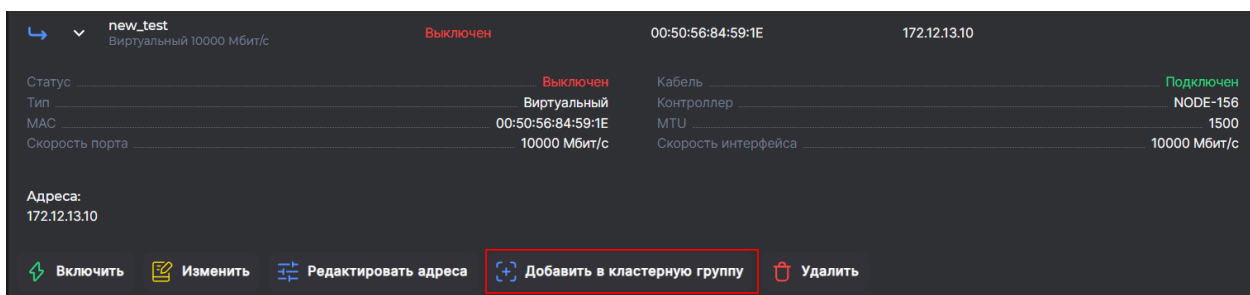 new_test
Виртуальный 10000 Мбит/с
Выключен
00:50:56:84:59:1E
172.12.13.10
Статус Выключен
Тип Виртуальный
MAC 00:50:56:84:59:1E
Скорость порта 10000 Мбит/с
Кабель Подключен
Контроллер NODE-156
MTU 1500
Скорость интерфейса 10000 Мбит/с
Адреса:
172.12.13.10
Включить Изменить Редактировать адреса Добавить в кластерную группу Удалить